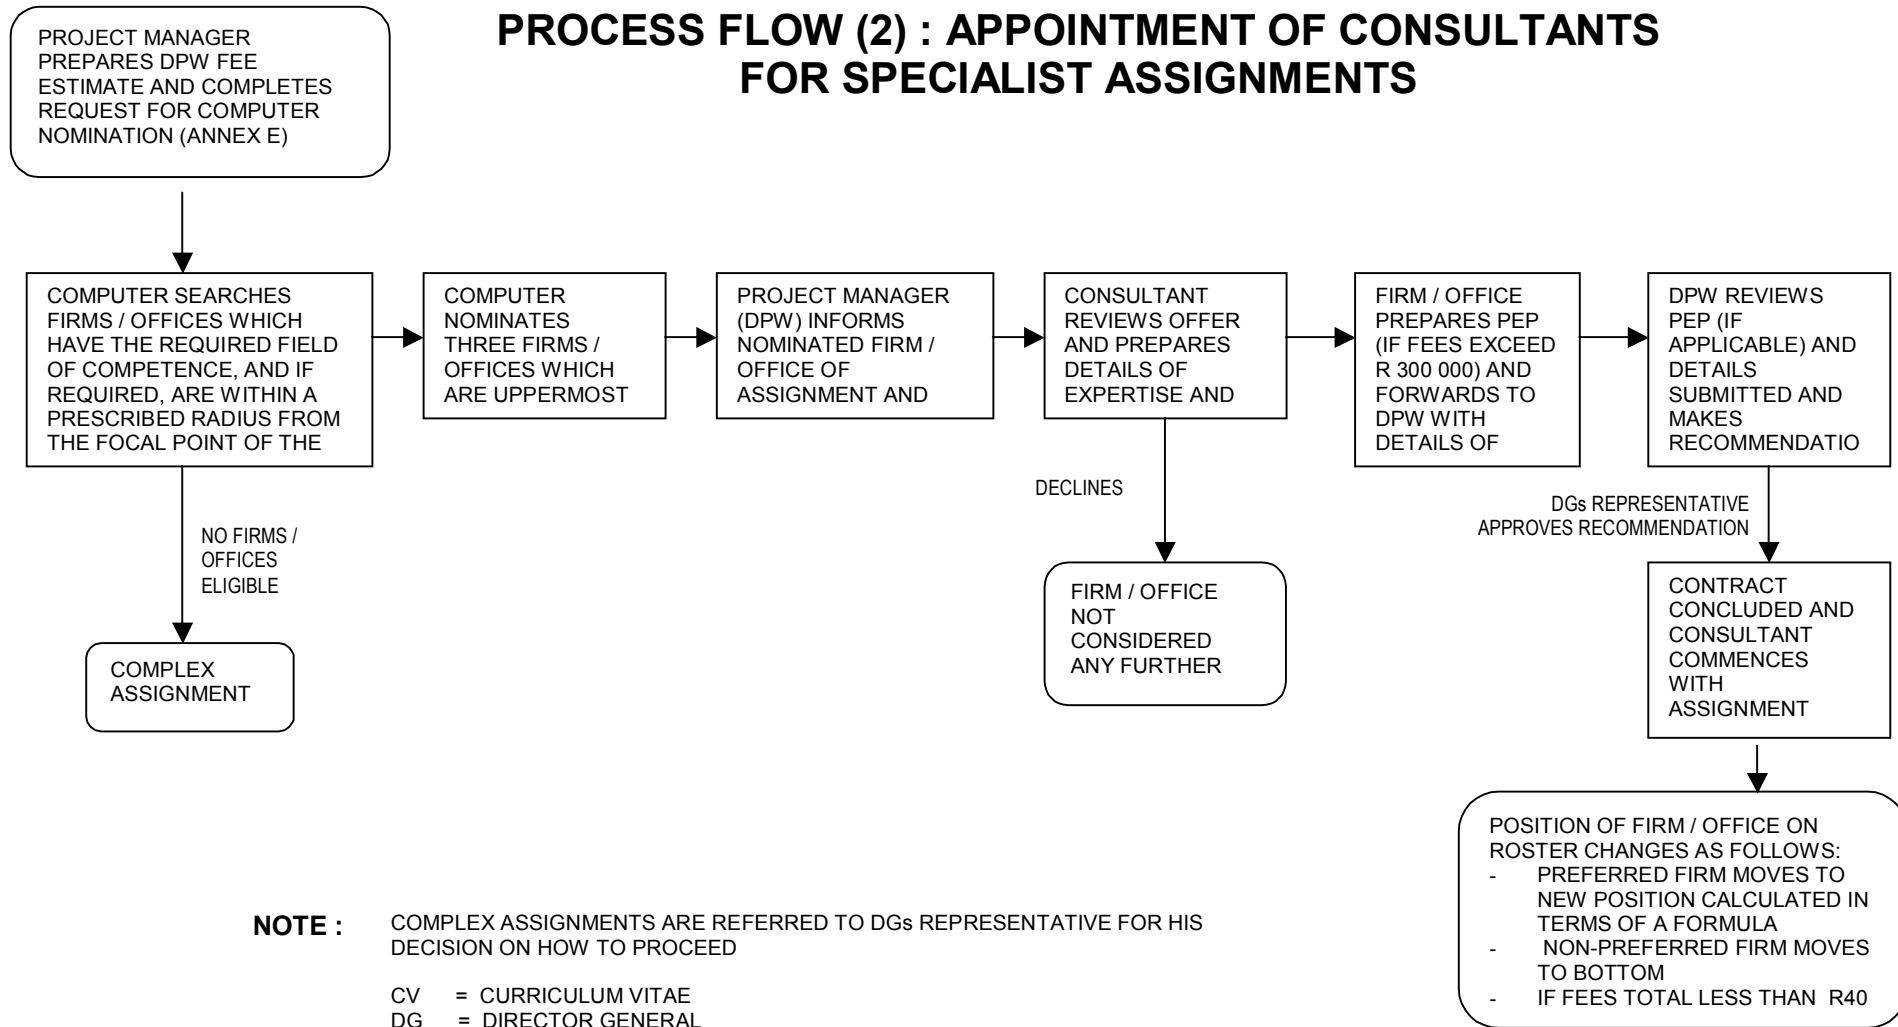 PROCESS FLOW (2) : APPOINTMENT OF CONSULTANTS
FOR SPECIALIST ASSIGNMENTS
PROJECT MANAGER
PREPARES DPW FEE
ESTIMATE AND COMPLETES
REQUEST FOR COMPUTER
NOMINATION (ANNEX E)
COMPUTER SEARCHES
FIRMS / OFFICES WHICH
HAVE THE REQUIRED FIELD
OF COMPETENCE, AND IF
REQUIRED, ARE WITHIN A
PRESCRIBED RADIUS FROM
THE FOCAL POINT OF THE
COMPUTER
NOMINATES
THREE FIRMS /
OFFICES WHICH
ARE UPPERMOST
PROJECT MANAGER
(DPW) INFORMS
NOMINATED FIRM /
OFFICE OF
ASSIGNMENT AND
CONSULTANT
REVIEWS OFFER
AND PREPARES
DETAILS OF
EXPERTISE AND
FIRM / OFFICE
PREPARES PEP
(IF FEES EXCEED
R 300 000) AND
FORWARDS TO
DPW WITH
DETAILS OF
DPW REVIEWS
PEP (IF
APPLICABLE) AND
DETAILS
SUBMITTED AND
MAKES
RECOMMENDATIO
NO FIRMS /
OFFICES
ELIGIBLE
COMPLEX
ASSIGNMENT
DECLINES
FIRM / OFFICE
NOT
CONSIDERED
ANY FURTHER
DGs REPRESENTATIVE
APPROVES RECOMMENDATION
CONTRACT
CONCLUDED AND
CONSULTANT
COMMENCES
WITH
ASSIGNMENT
POSITION OF FIRM / OFFICE ON
ROSTER CHANGES AS FOLLOWS:
- PREFERRED FIRM MOVES TO
NEW POSITION CALCULATED IN
TERMS OF A FORMULA
- NON-PREFERRED FIRM MOVES
TO BOTTOM
- IF FEES TOTAL LESS THAN R40
NOTE : COMPLEX ASSIGNMENTS ARE REFERRED TO DGs REPRESENTATIVE FOR HIS
DECISION ON HOW TO PROCEED
CV = CURRICULUM VITAE
DG = DIRECTOR GENERAL